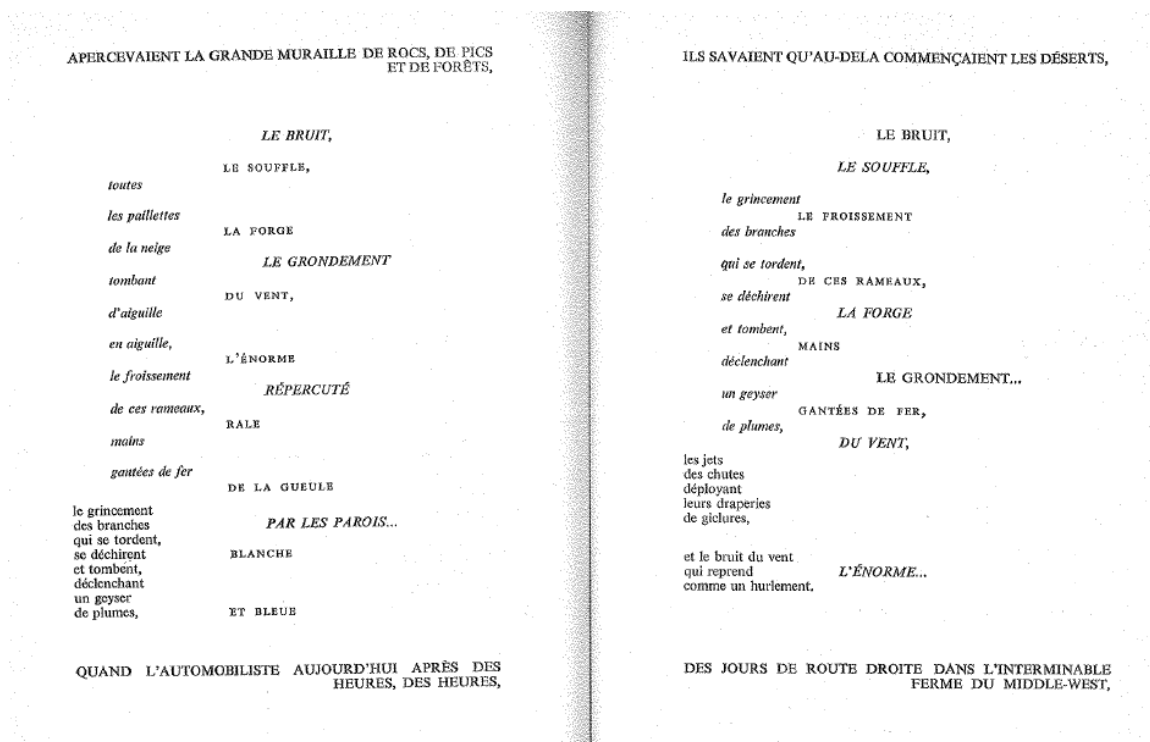 APERCEVAIENT LA GRANDE MURAILLE DE ROCS, DE PICS
ET DE FORÊTS,
LE BRUIT,
LE SOUFFLE,
toutes
les paillettes
LA FORGE
de la neige
LE GRONDEMENT
tombant
DU VENT,
d'aiguille
en aiguille,
L'ÉNORME
le froissement
RÉPERCUTÉ
de ces rameaux,
RALE
mains
gantées de fer
DE LA GUEULE
le grincement
des branches
PAR LES PAROIS...
qui se tordent,
se déchirent
BLANCHE
et tombent,
déclenchant
un geyser
de plumes,
ET BLEUE
QUAND L'AUTOMOBILISTE AUJOURD'HUI APRÈS DES
HEURES, DES HEURES,
ILS SAVAIENT QU'AU-DELA COMMENÇAIENT LES DÉSERTS,
LE BRUIT,
LE SOUFFLE,
le grincement
LE FROISSEMENT
des branches
qui se tordent,
DE CES RAMEAUX,
se déchirent
LA FORGE
et tombent,
MAINS
déclenchant
LE GRONDEMENT...
un geyser
GANTÉES DE FER,
de plumes,
DU VENT,
les jets
des chutes
déployant
leurs draperies
de giclures,
et le bruit du vent
qui reprend
L'ÉNORME...
comme un hurlement.
DES JOURS DE ROUTE DROITE DANS L'INTERMINABLE
FERME DU MIDDLE-WEST,